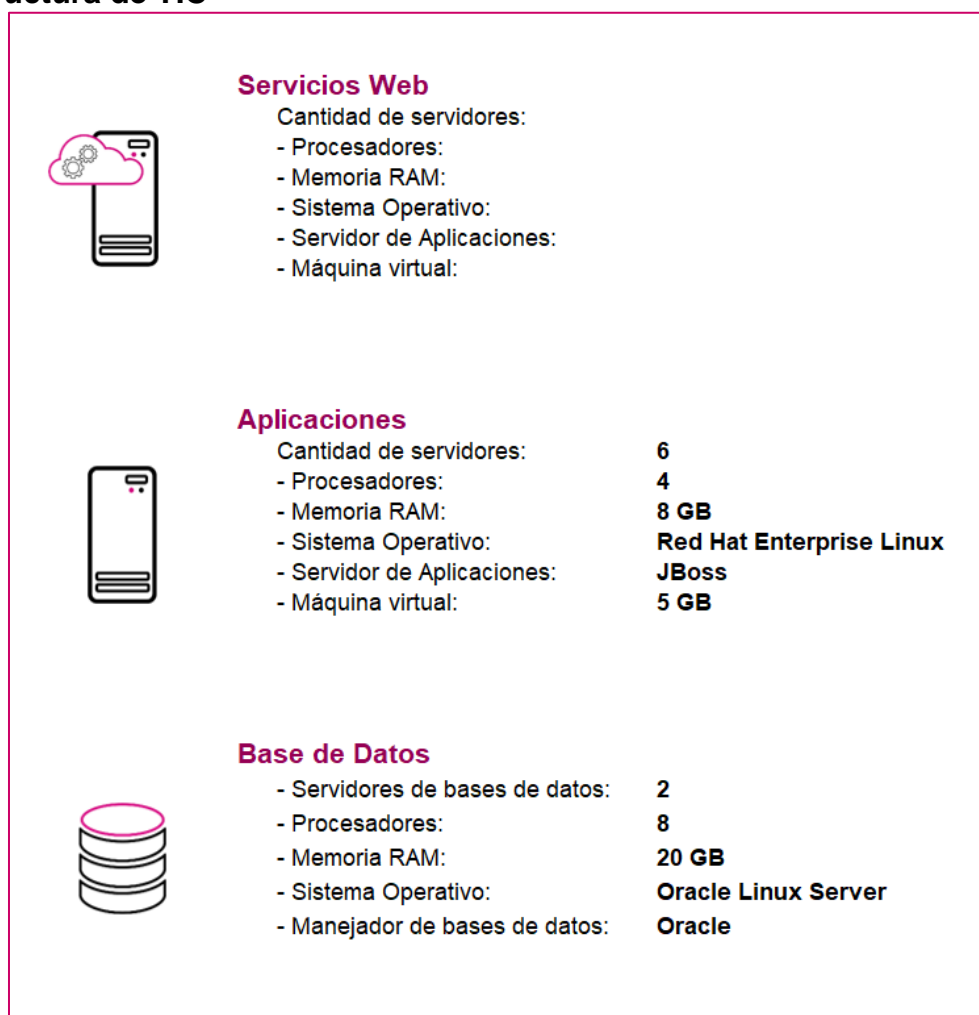 Servicios Web
Cantidad de servidores:
- Procesadores:
- Memoria RAM:
- Sistema Operativo:
- Servidor de Aplicaciones:
- Máquina virtual:
Aplicaciones
Cantidad de servidores: 6
- Procesadores: 4
- Memoria RAM: 8 GB
- Sistema Operativo: Red Hat Enterprise Linux
- Servidor de Aplicaciones: JBoss
- Máquina virtual: 5 GB
Base de Datos
- Servidores de bases de datos: 2
- Procesadores: 8
- Memoria RAM: 20 GB
- Sistema Operativo: Oracle Linux Server
- Manejador de bases de datos: Oracle